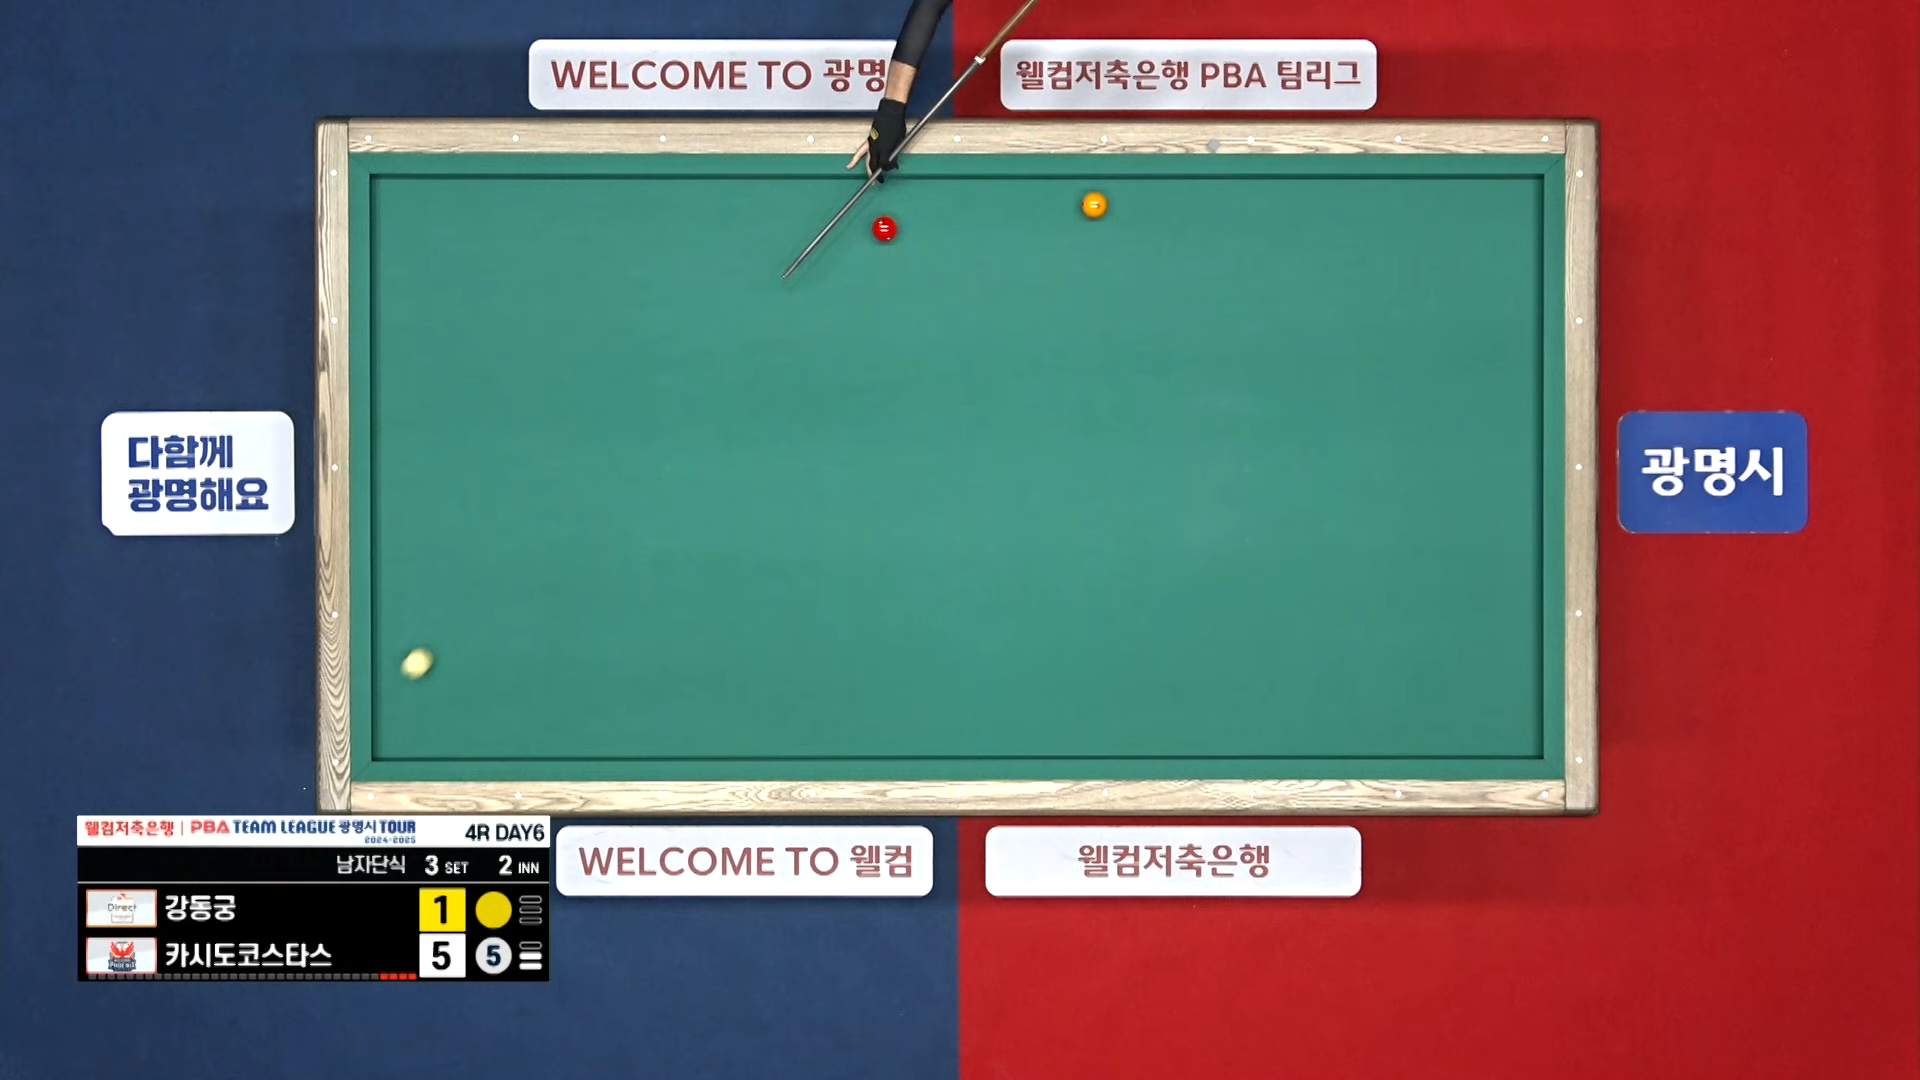 WELCOME TO 광명
웰컴저축은행 PBA 팀리그
다함께
광명해요
광명시
웰컴저축은행 | PBA TEAM LEAGUE 광명시 TOUR
2024-2025
4R DAY6
남자단식 3 SET 2 INN
Direct
강동궁 1
카시도코스타스 5 5
WELCOME TO 웰컴
웰컴저축은행